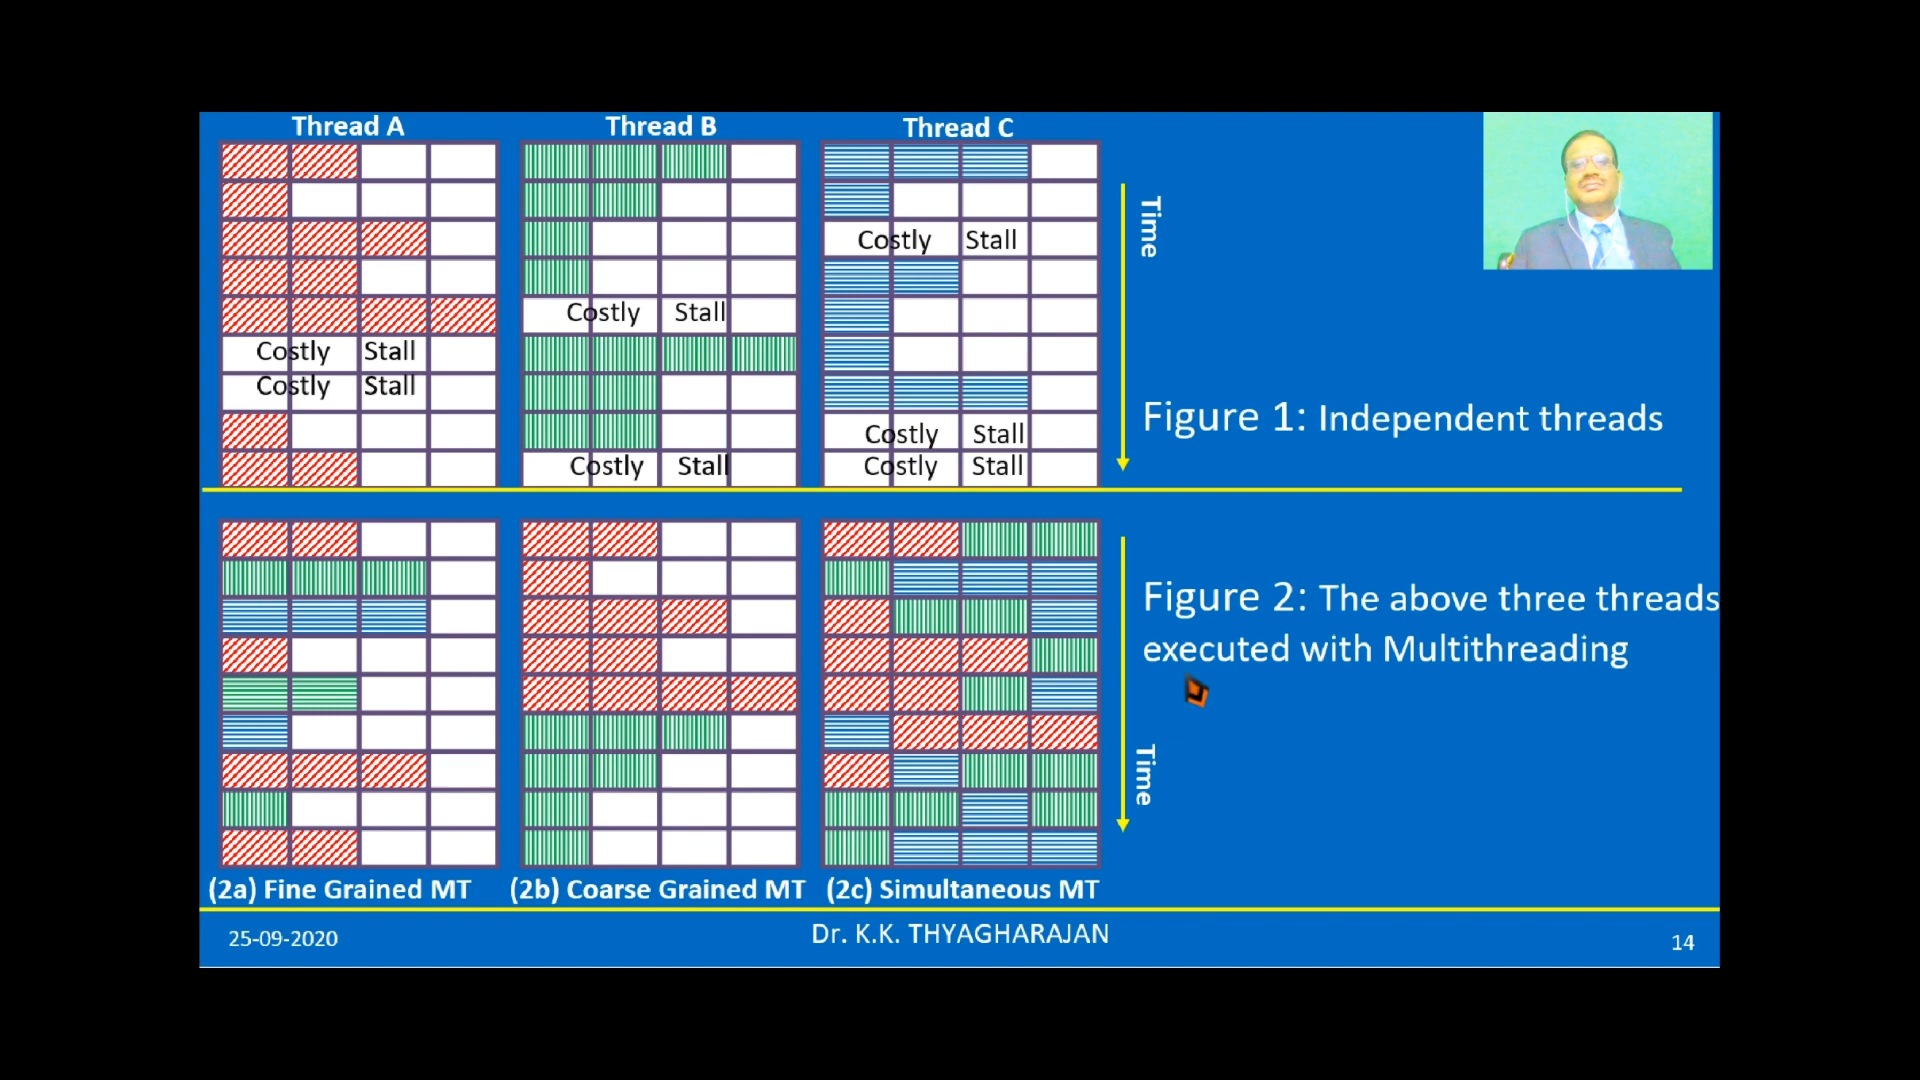 Thread A
Thread B
Thread C
Costly Stall
Costly Stall
Costly Stall
Costly Stall
Costly Stall
Costly Stall
Costly Stall
Time
Figure 1: Independent threads
Figure 2: The above three threads
executed with Multithreading
Time
(2a) Fine Grained MT
(2b) Coarse Grained MT
(2c) Simultaneous MT
25-09-2020
Dr. K.K. THYAGHARAJAN
14